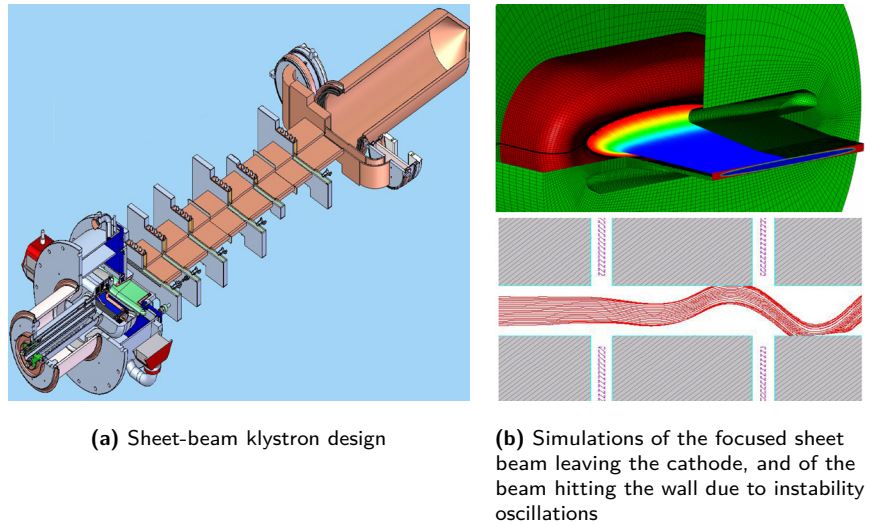 (a) Sheet-beam klystron design
(b) Simulations of the focused sheet
beam leaving the cathode, and of the
beam hitting the wall due to instability
oscillations